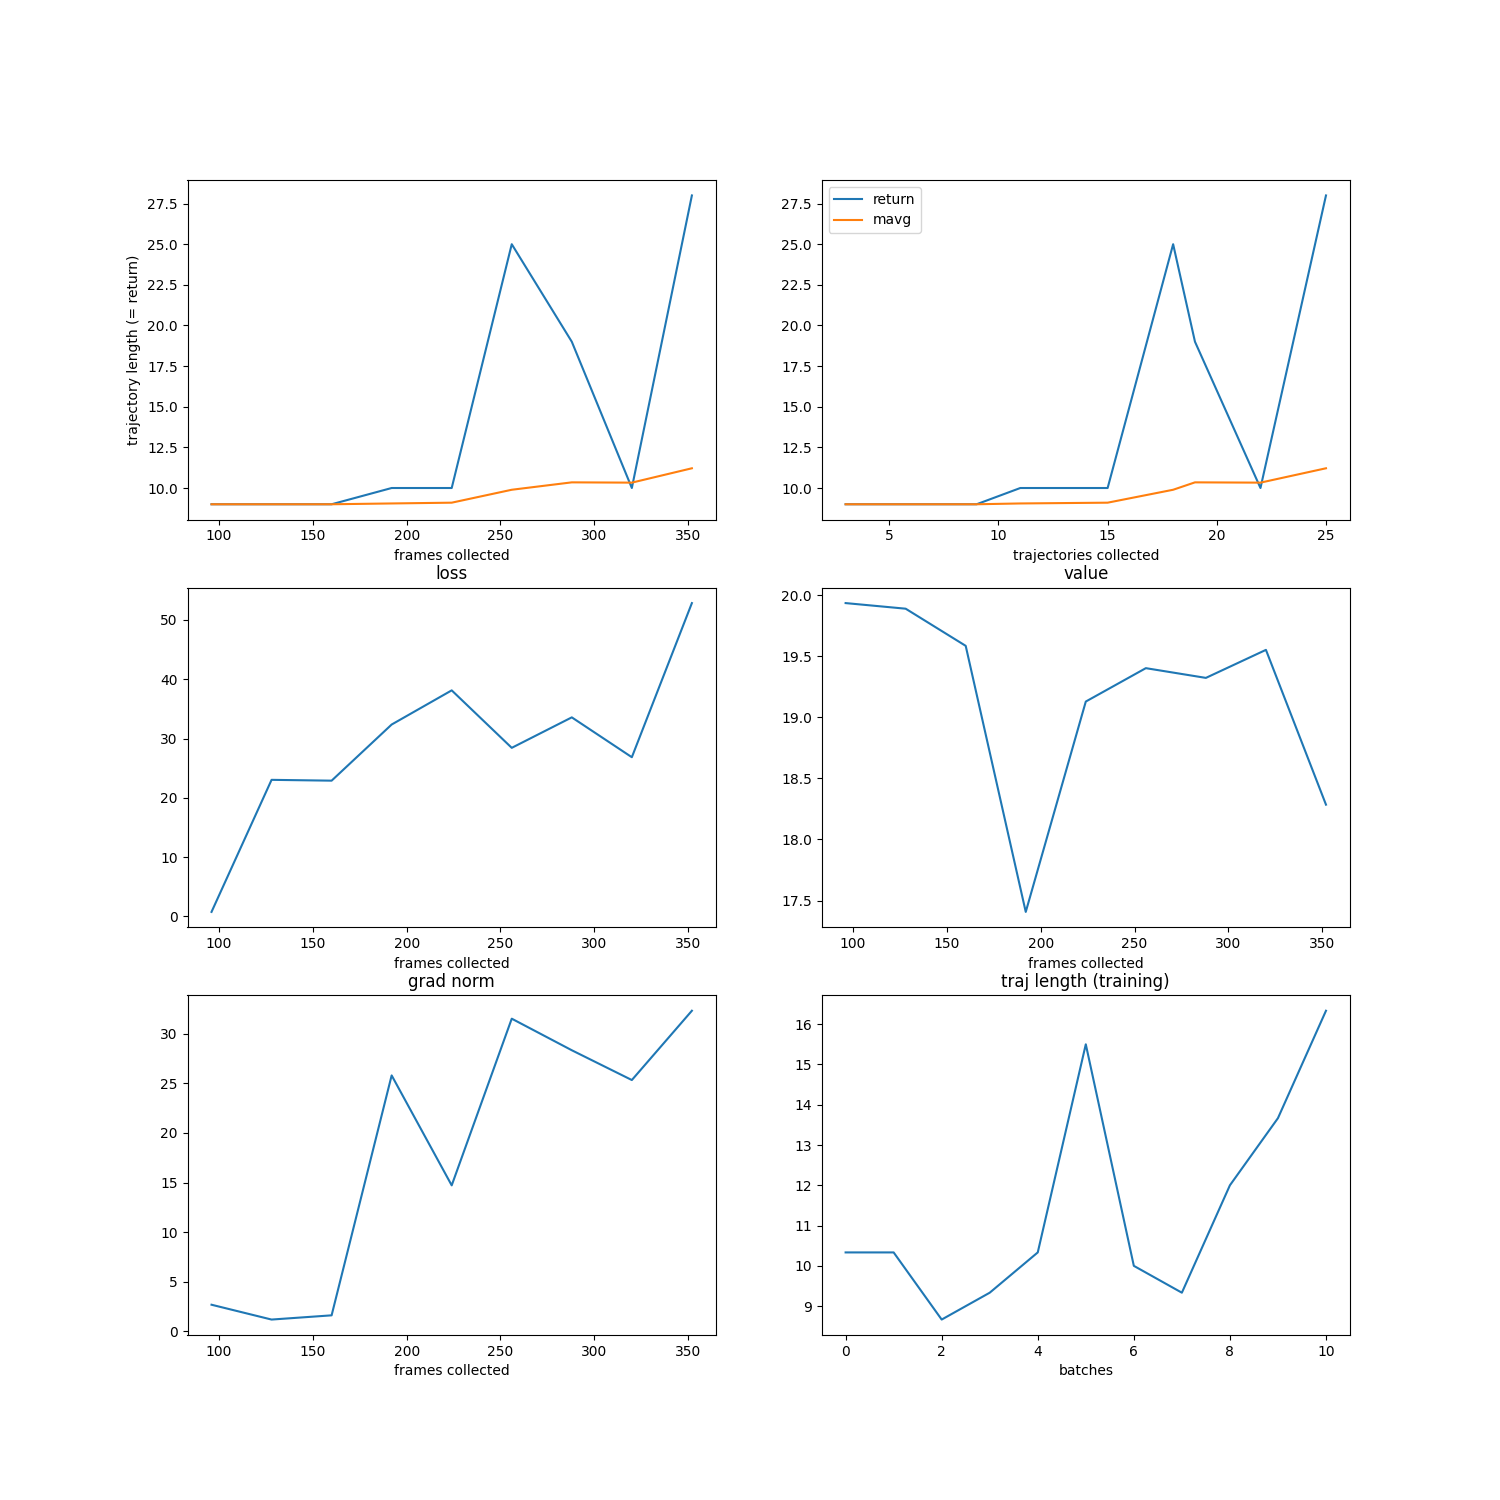 27.5
25.0
22.5
20.0
17.5
15.0
12.5
10.0
trajectory length (= return)
100 150 200 250 300 350
frames collected
return
mavg
27.5
25.0
22.5
20.0
17.5
15.0
12.5
10.0
5 10 15 20 25
trajectories collected
loss
50
40
30
20
10
0
100 150 200 250 300 350
frames collected
value
20.0
19.5
19.0
18.5
18.0
17.5
100 150 200 250 300 350
frames collected
grad norm
30
25
20
15
10
5
0
100 150 200 250 300 350
frames collected
traj length (training)
16
15
14
13
12
11
10
9
0 2 4 6 8 10
batches